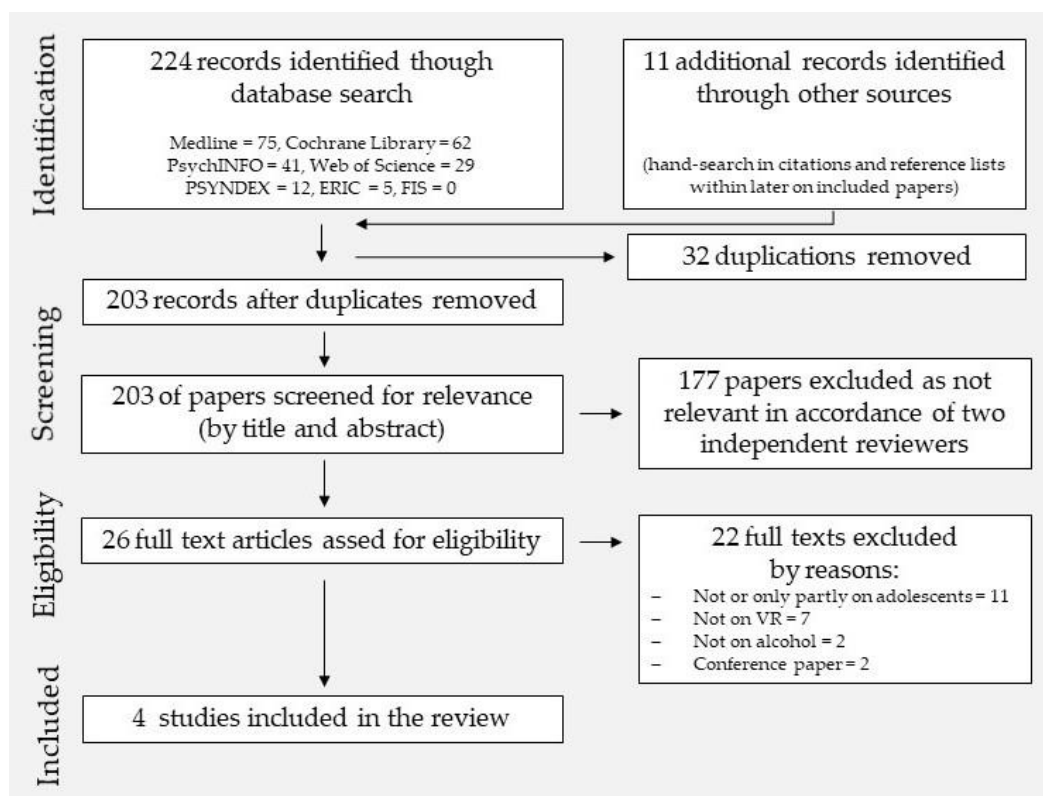 Identification
224 records identified though
database search
Medline = 75, Cochrane Library = 62
PsychINFO = 41, Web of Science = 29
PSYNDEX = 12, ERIC = 5, FIS = 0
11 additional records identified
through other sources
(hand-search in citations and reference lists
within later on included papers)
32 duplications removed
Screening
203 records after duplicates removed
203 of papers screened for relevance
(by title and abstract)
177 papers excluded as not
relevant in accordance of two
independent reviewers
Eligibility
26 full text articles assed for eligibility
22 full texts excluded
by reasons:
– Not or only partly on adolescents = 11
– Not on VR = 7
– Not on alcohol = 2
– Conference paper = 2
Included
4 studies included in the review